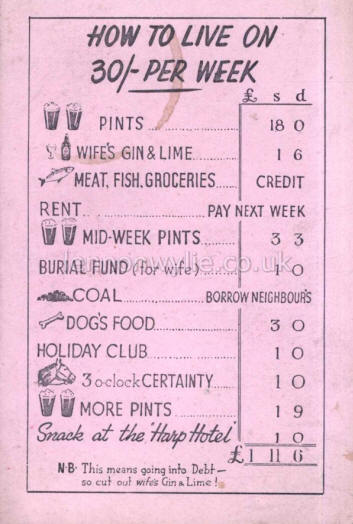 HOW TO LIVE ON
30/- PER WEEK
£ s d
PINTS 18 0
WIFE'S GIN & LIME 1 6
MEAT, FISH, GROCERIES CREDIT
RENT PAY NEXT WEEK
MID-WEEK PINTS 3 3
BURIAL FUND (for wife) 1 0
COAL BORROW NEIGHBOUR'S
DOG'S FOOD 3 0
HOLIDAY CLUB 1 0
3 o-clock CERTAINTY 1 0
MORE PINTS 1 9
Snack at the 'Harp Hotel' 1 0
£1 11 6
N·B· This means going into Debt—
so cut out wife's Gin & Lime!